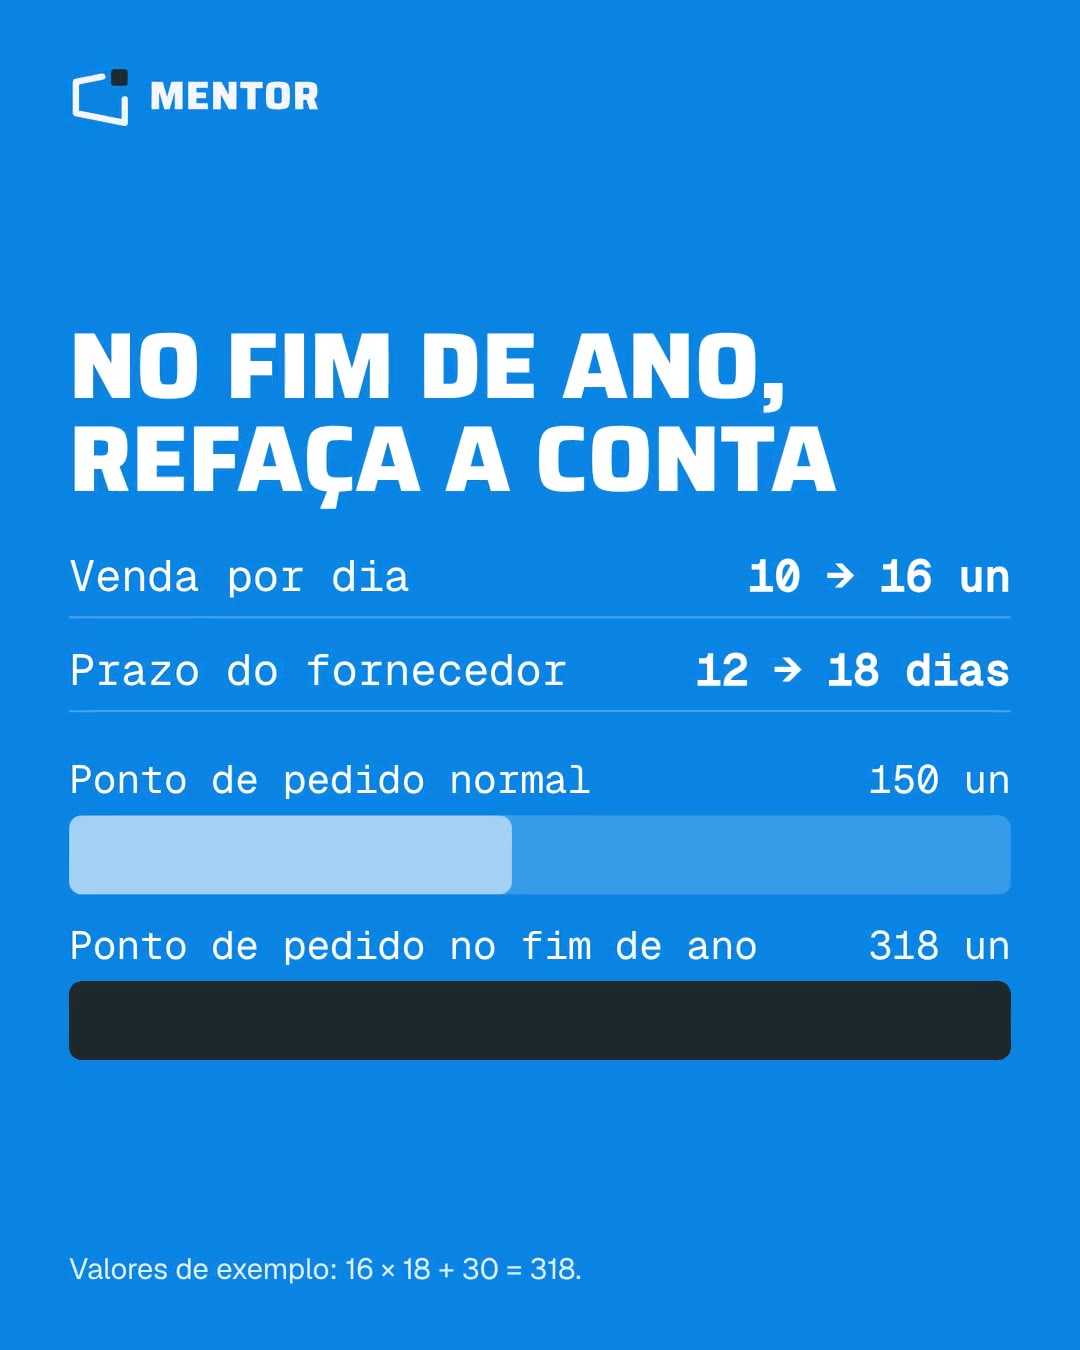 MENTOR
NO FIM DE ANO,
REFAÇA A CONTA
Venda por dia 10 → 16 un
Prazo do fornecedor 12 → 18 dias
Ponto de pedido normal 150 un
Ponto de pedido no fim de ano 318 un
Valores de exemplo: 16 × 18 + 30 = 318.